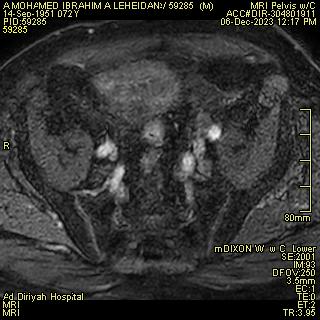 A MOHAMED IBRAHIM A LEHEIDAN:/ 59285 (M)
14-Sep-1951 072Y
PID:59285
59285
MRI Pelvis w/C
ACC#DIR-304801911
06-Dec-2023 12:17 PM
R
80mm
mDIXON W w C Lower
SE:2001
IM:93
DFOV:250
3.5mm
EC:1
TE:0
ET:2
TR:3.95
Ad Diriyah Hospital
MRI
MRI